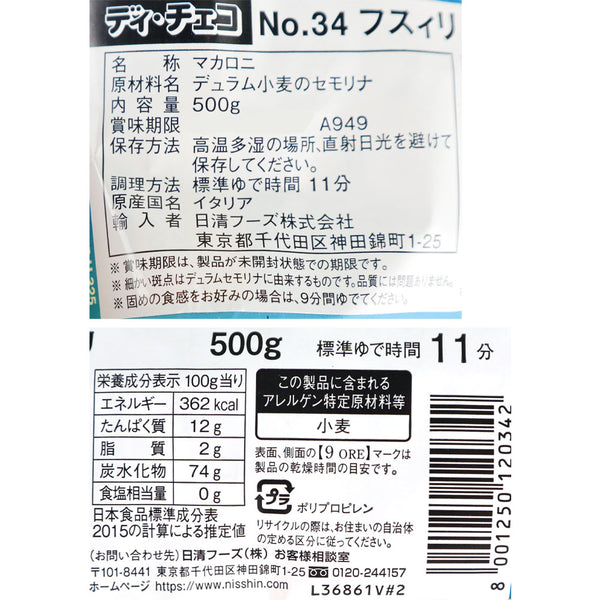 ディ・チェコ No.34 フスィリ
名称 マカロニ
原材料名 デュラム小麦のセモリナ
内容量 500g
賞味期限 A949
保存方法 高温多湿の場所、直射日光を避けて
保存してください。
調理方法 標準ゆで時間 11分
原産国名 イタリア
輸入者 日清フーズ株式会社
東京都千代田区神田錦町1-25
※賞味期限は、製品が未開封状態での期限です。
※細かい斑点はデュラムセモリナに由来するものです。品質には問題ありません。
※固めの食感をお好みの場合は、9分間ゆでてください。
500g 標準ゆで時間 11分
栄養成分表示 100g当り
エネルギー 362kcal
たんぱく質 12g
脂質 2g
炭水化物 74g
食塩相当量 0g
日本食品標準成分表
2015の計算による推定値
この製品に含まれる
アレルゲン特定原材料等
小麦
表面、側面の【9 ORE】マークは
製品の乾燥時間の目安です。
プラ ポリプロピレン
リサイクルの際は、お住まいの自治体
の定める区分に従ってください。
(お問い合わせ先) 日清フーズ(株) お客様相談室
〒101-8441 東京都千代田区神田錦町1-25 0120-244157
ホームページ https://www.nisshin.com
L36861V#2
8 001250 120342